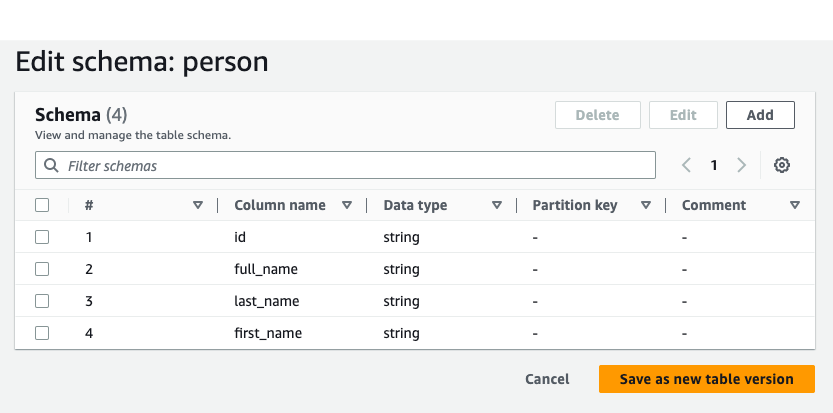 Edit schema: person
Schema (4)
View and manage the table schema.
Delete
Edit
Add
Filter schemas
1
# Column name Data type Partition key Comment
1 id string - -
2 full_name string - -
3 last_name string - -
4 first_name string - -
Cancel
Save as new table version